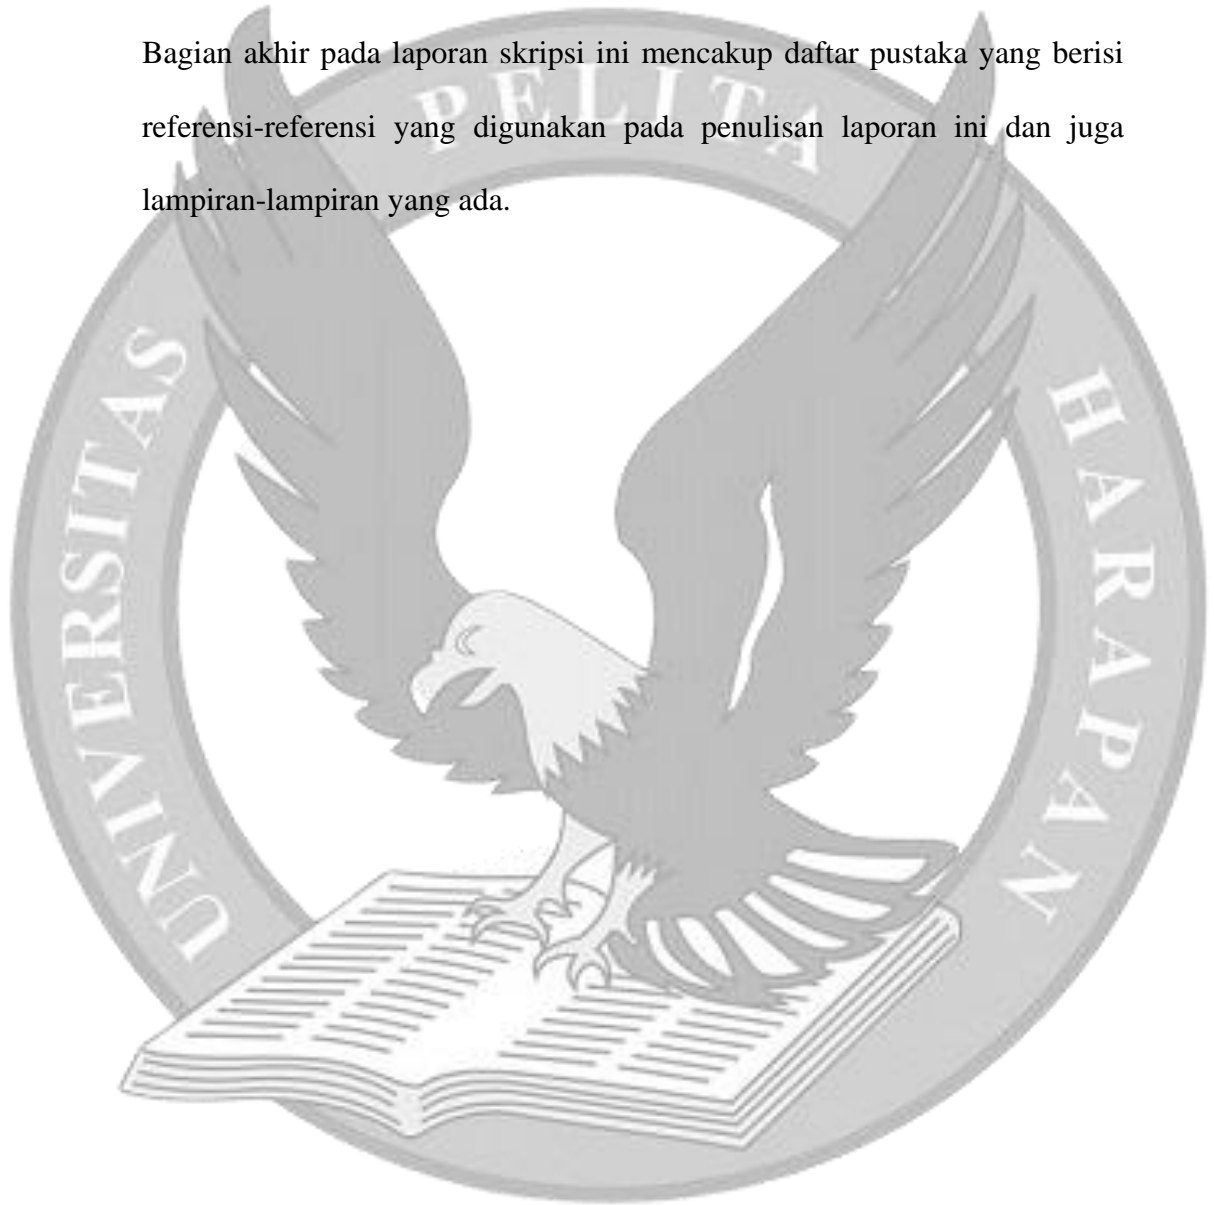 Bagian akhir pada laporan skripsi ini mencakup daftar pustaka yang berisi
referensi-referensi yang digunakan pada penulisan laporan ini dan juga
lampiran-lampiran yang ada.
UNIVERSITAS
PELITA
HARAPAN